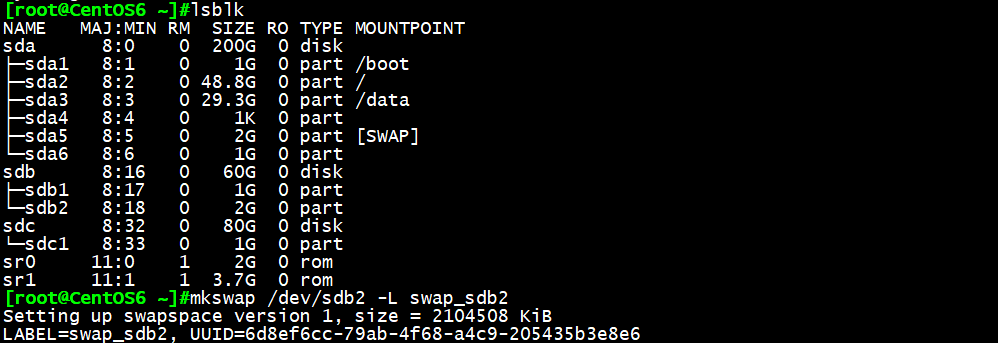 [root@CentOS6 ~]#lsblk
NAME   MAJ:MIN RM  SIZE RO TYPE MOUNTPOINT
sda      8:0    0  200G  0 disk
├─sda1   8:1    0    1G  0 part /boot
├─sda2   8:2    0 48.8G  0 part /
├─sda3   8:3    0 29.3G  0 part /data
├─sda4   8:4    0    1K  0 part
├─sda5   8:5    0    2G  0 part [SWAP]
└─sda6   8:6    0    1G  0 part
sdb      8:16   0   60G  0 disk
├─sdb1   8:17   0    1G  0 part
└─sdb2   8:18   0    2G  0 part
sdc      8:32   0   80G  0 disk
└─sdc1   8:33   0    1G  0 part
sr0     11:0    1    2G  0 rom
sr1     11:1    1  3.7G  0 rom
[root@CentOS6 ~]#mkswap /dev/sdb2 -L swap_sdb2
Setting up swapspace version 1, size = 2104508 KiB
LABEL=swap_sdb2, UUID=6d8ef6cc-79ab-4f68-a4c9-205435b3e8e6